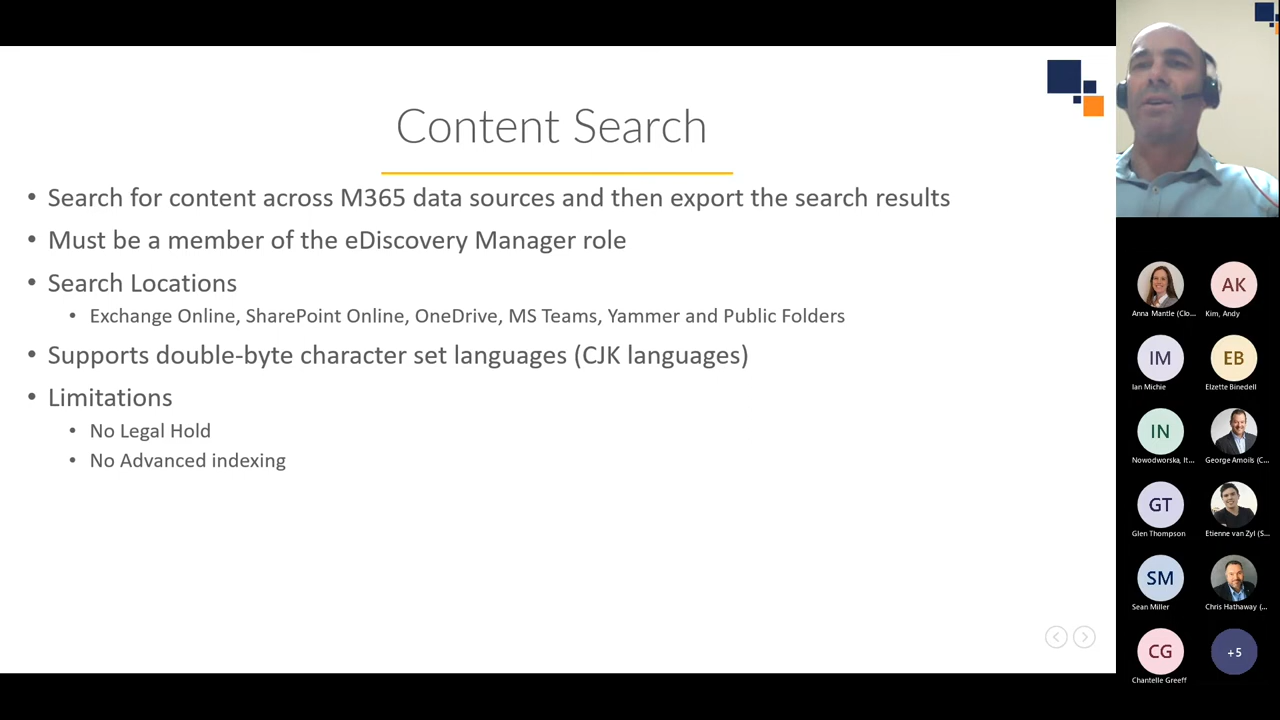 Content Search
• Search for content across M365 data sources and then export the search results
• Must be a member of the eDiscovery Manager role
• Search Locations
• Exchange Online, SharePoint Online, OneDrive, MS Teams, Yammer and Public Folders
• Supports double-byte character set languages (CJK languages)
• Limitations
• No Legal Hold
• No Advanced indexing
AK
Anna Mantle (Clo...
Kim, Andy
IM
EB
Ian Michie
Elzette Binedell
IN
Nowodworska, It...
George Amoils (C...
GT
Glen Thompson
Etienne van Zyl (S...
SM
Sean Miller
Chris Hathaway (...
CG
+5
Chantelle Greeff